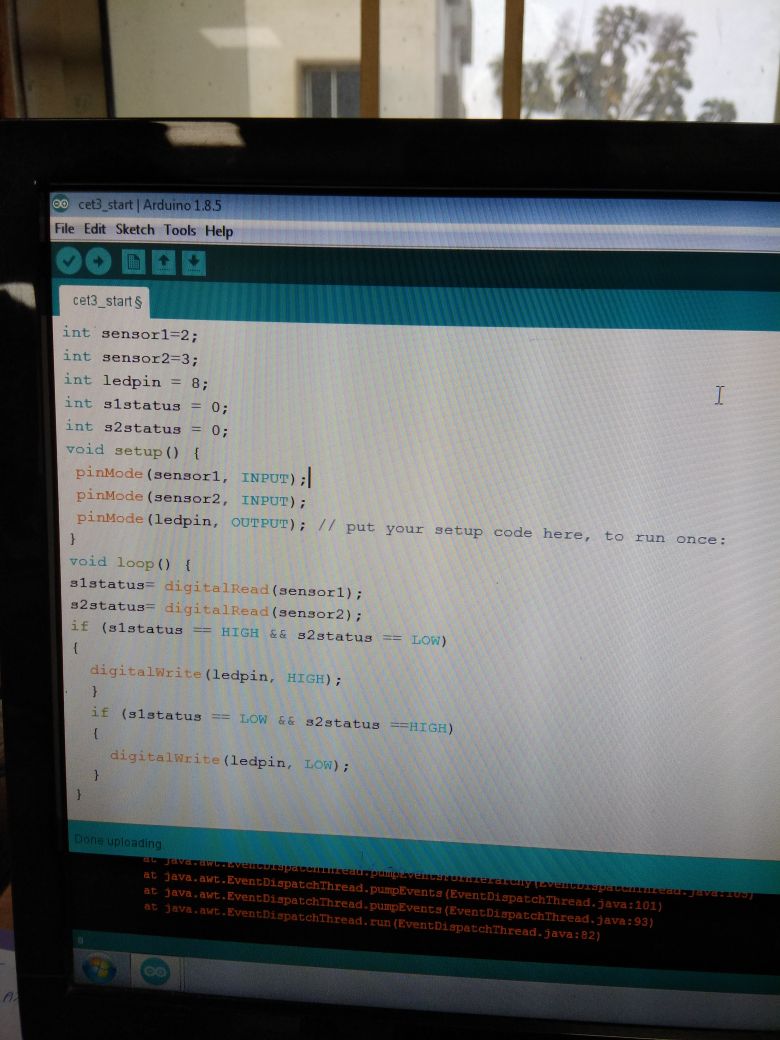 cet3_start | Arduino 1.8.5
File Edit Sketch Tools Help
cet3_start §
int sensor1=2;
int sensor2=3;
int ledpin = 8;
int s1status = 0;
int s2status = 0;
void setup() {
pinMode(sensor1, INPUT);
pinMode(sensor2, INPUT);
pinMode(ledpin, OUTPUT); // put your setup code here, to run once:
}
void loop() {
s1status= digitalRead(sensor1);
s2status= digitalRead(sensor2);
if (s1status == HIGH && s2status == LOW)
{
digitalWrite(ledpin, HIGH);
}
if (s1status == LOW && s2status ==HIGH)
{
digitalWrite(ledpin, LOW);
}
}
Done uploading.
at java.awt.EventDispatchThread.pumpEventsForHierarchy(EventDispatchThread.java:109)
at java.awt.EventDispatchThread.pumpEvents(EventDispatchThread.java:101)
at java.awt.EventDispatchThread.pumpEvents(EventDispatchThread.java:93)
at java.awt.EventDispatchThread.run(EventDispatchThread.java:82)